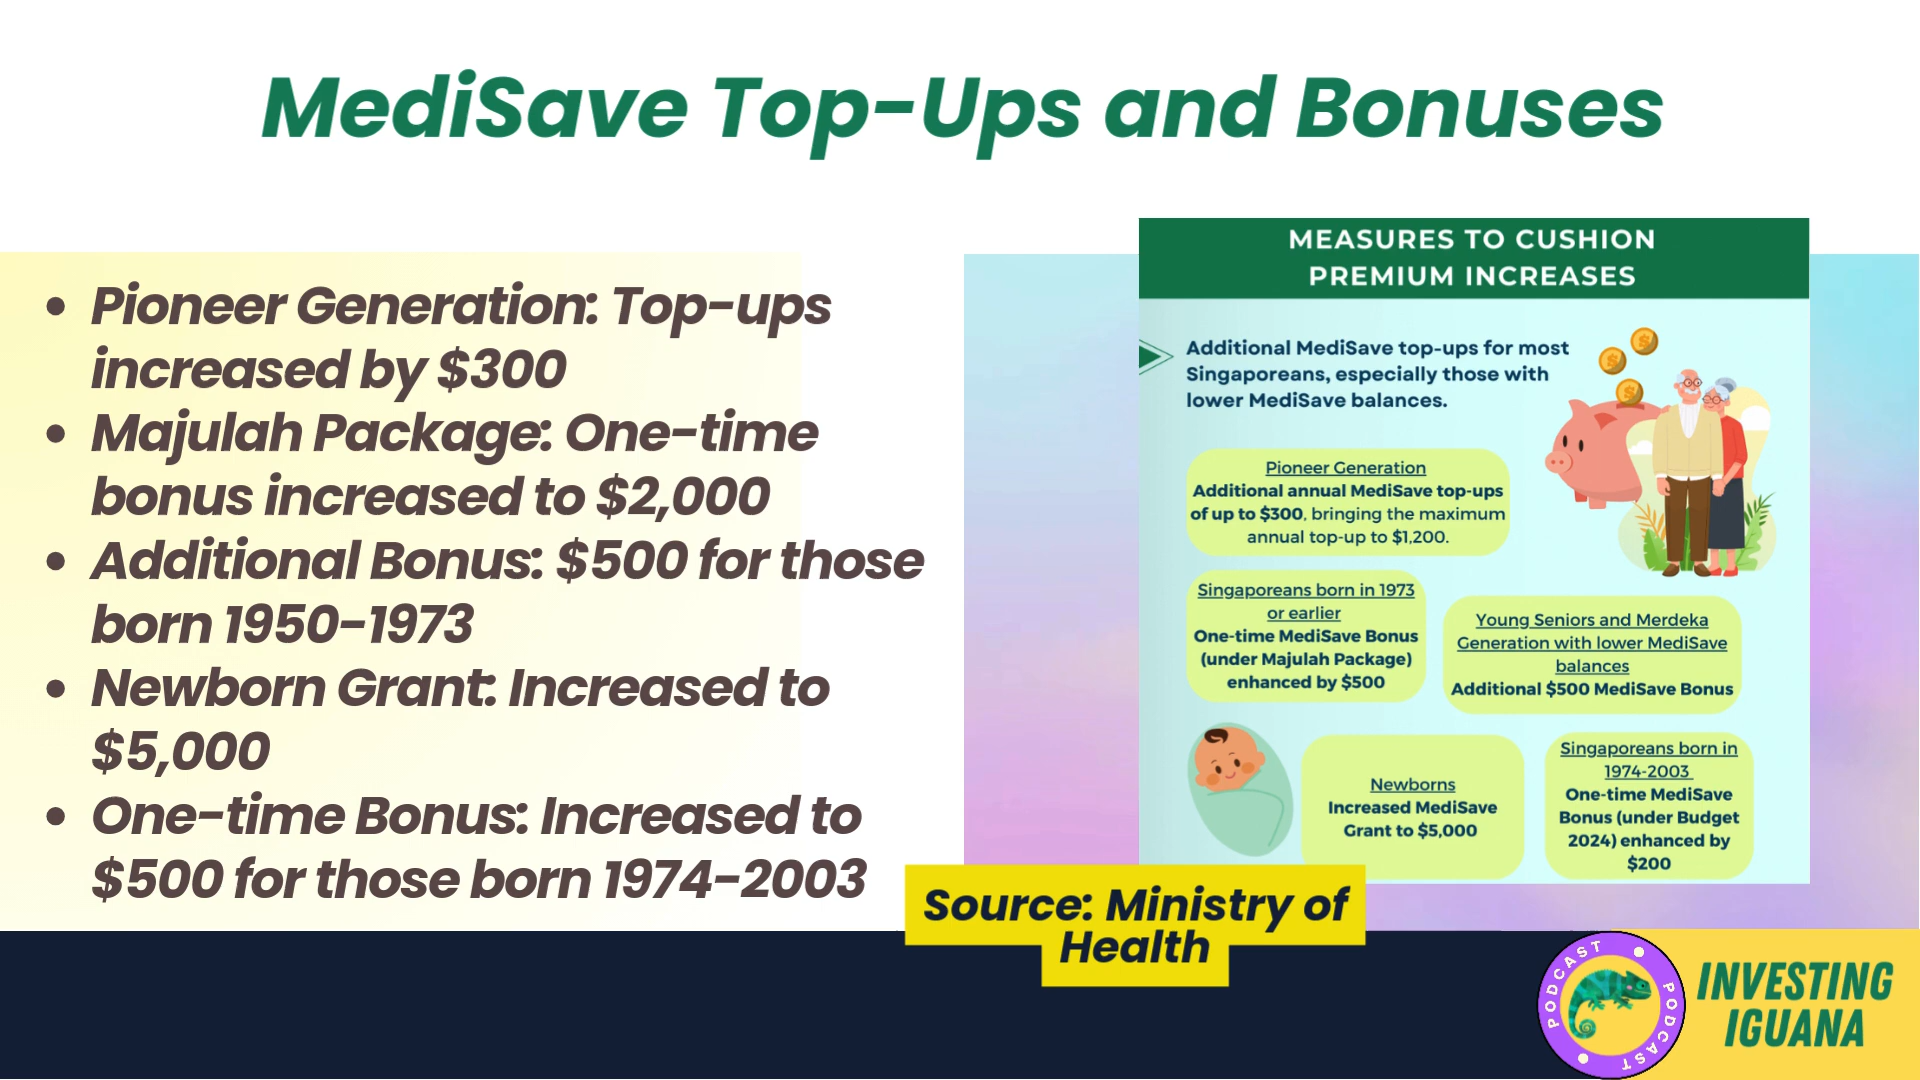 MediSave Top-Ups and Bonuses
• Pioneer Generation: Top-ups
increased by $300
• Majulah Package: One-time
bonus increased to $2,000
• Additional Bonus: $500 for those
born 1950-1973
• Newborn Grant: Increased to
$5,000
• One-time Bonus: Increased to
$500 for those born 1974-2003
MEASURES TO CUSHION
PREMIUM INCREASES
Additional MediSave top-ups for most
Singaporeans, especially those with
lower MediSave balances.
Pioneer Generation
Additional annual MediSave top-ups
of up to $300, bringing the maximum
annual top-up to $1,200.
Singaporeans born in 1973
or earlier
One-time MediSave Bonus
(under Majulah Package)
enhanced by $500
Young Seniors and Merdeka
Generation with lower MediSave
balances
Additional $500 MediSave Bonus
Newborns
Increased MediSave
Grant to $5,000
Singaporeans born in
1974-2003
One-time MediSave
Bonus (under Budget
2024) enhanced by
$200
Source: Ministry of
Health
PODCAST • PODCAST •
INVESTING
IGUANA